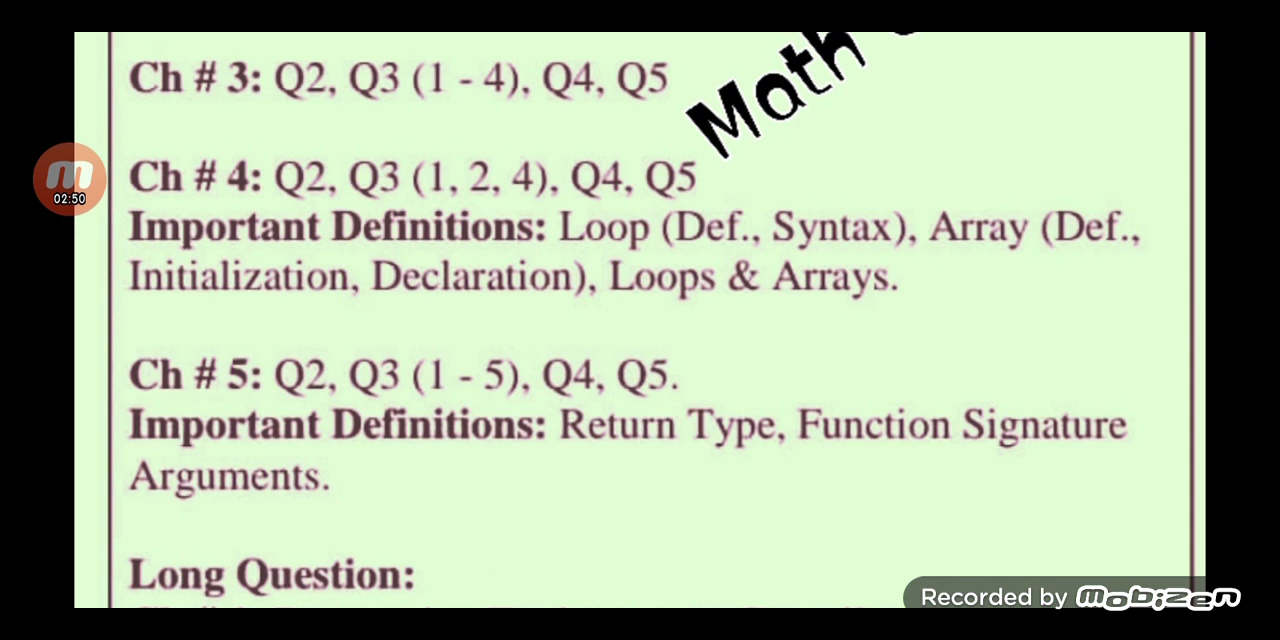 Math
Ch # 3: Q2, Q3 (1 - 4), Q4, Q5
Ch # 4: Q2, Q3 (1, 2, 4), Q4, Q5
02:50
Important Definitions: Loop (Def., Syntax), Array (Def.,
Initialization, Declaration), Loops & Arrays.
Ch # 5: Q2, Q3 (1 - 5), Q4, Q5.
Important Definitions: Return Type, Function Signature
Arguments.
Long Question:
Recorded by mobizen